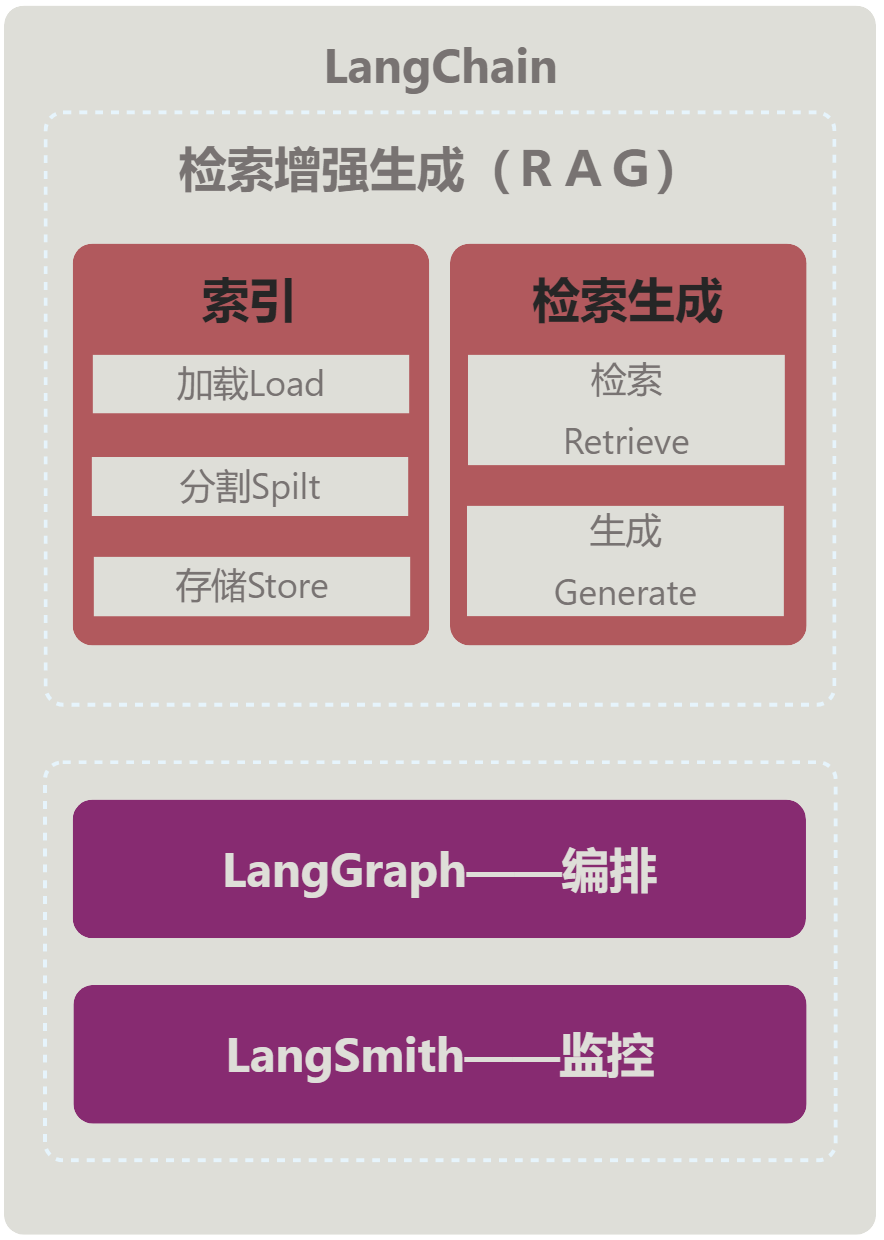 LangChain
检索增强生成（RAG）
索引
加载Load
分割Spilt
存储Store
检索生成
检索
Retrieve
生成
Generate
LangGraph——编排
LangSmith——监控